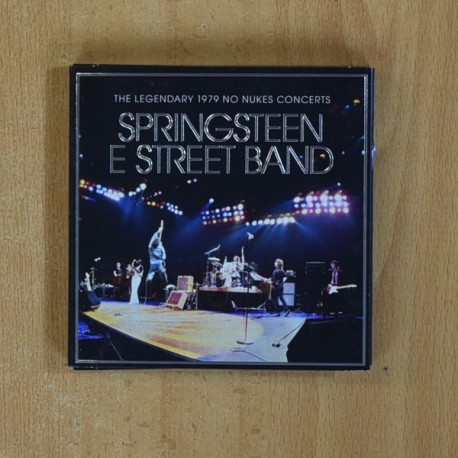 THE LEGENDARY 1979 NO NUKES CONCERTS
SPRINGSTEEN
E STREET BAND